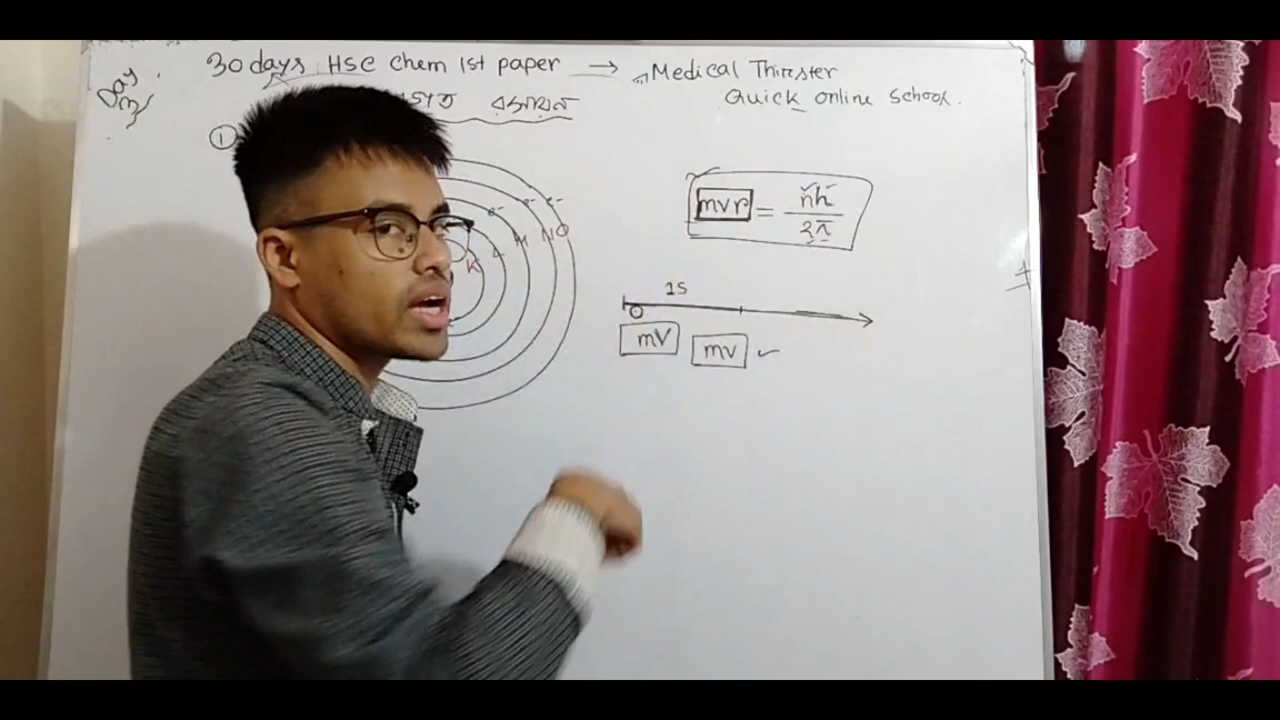 30 days HSC Chem 1st paper → Medical Thirster
Day 3
রসায়ন Quick online School.
①
mvr = nh / 2π
e- e- e-
K L M N O
1S
mv mv ✓